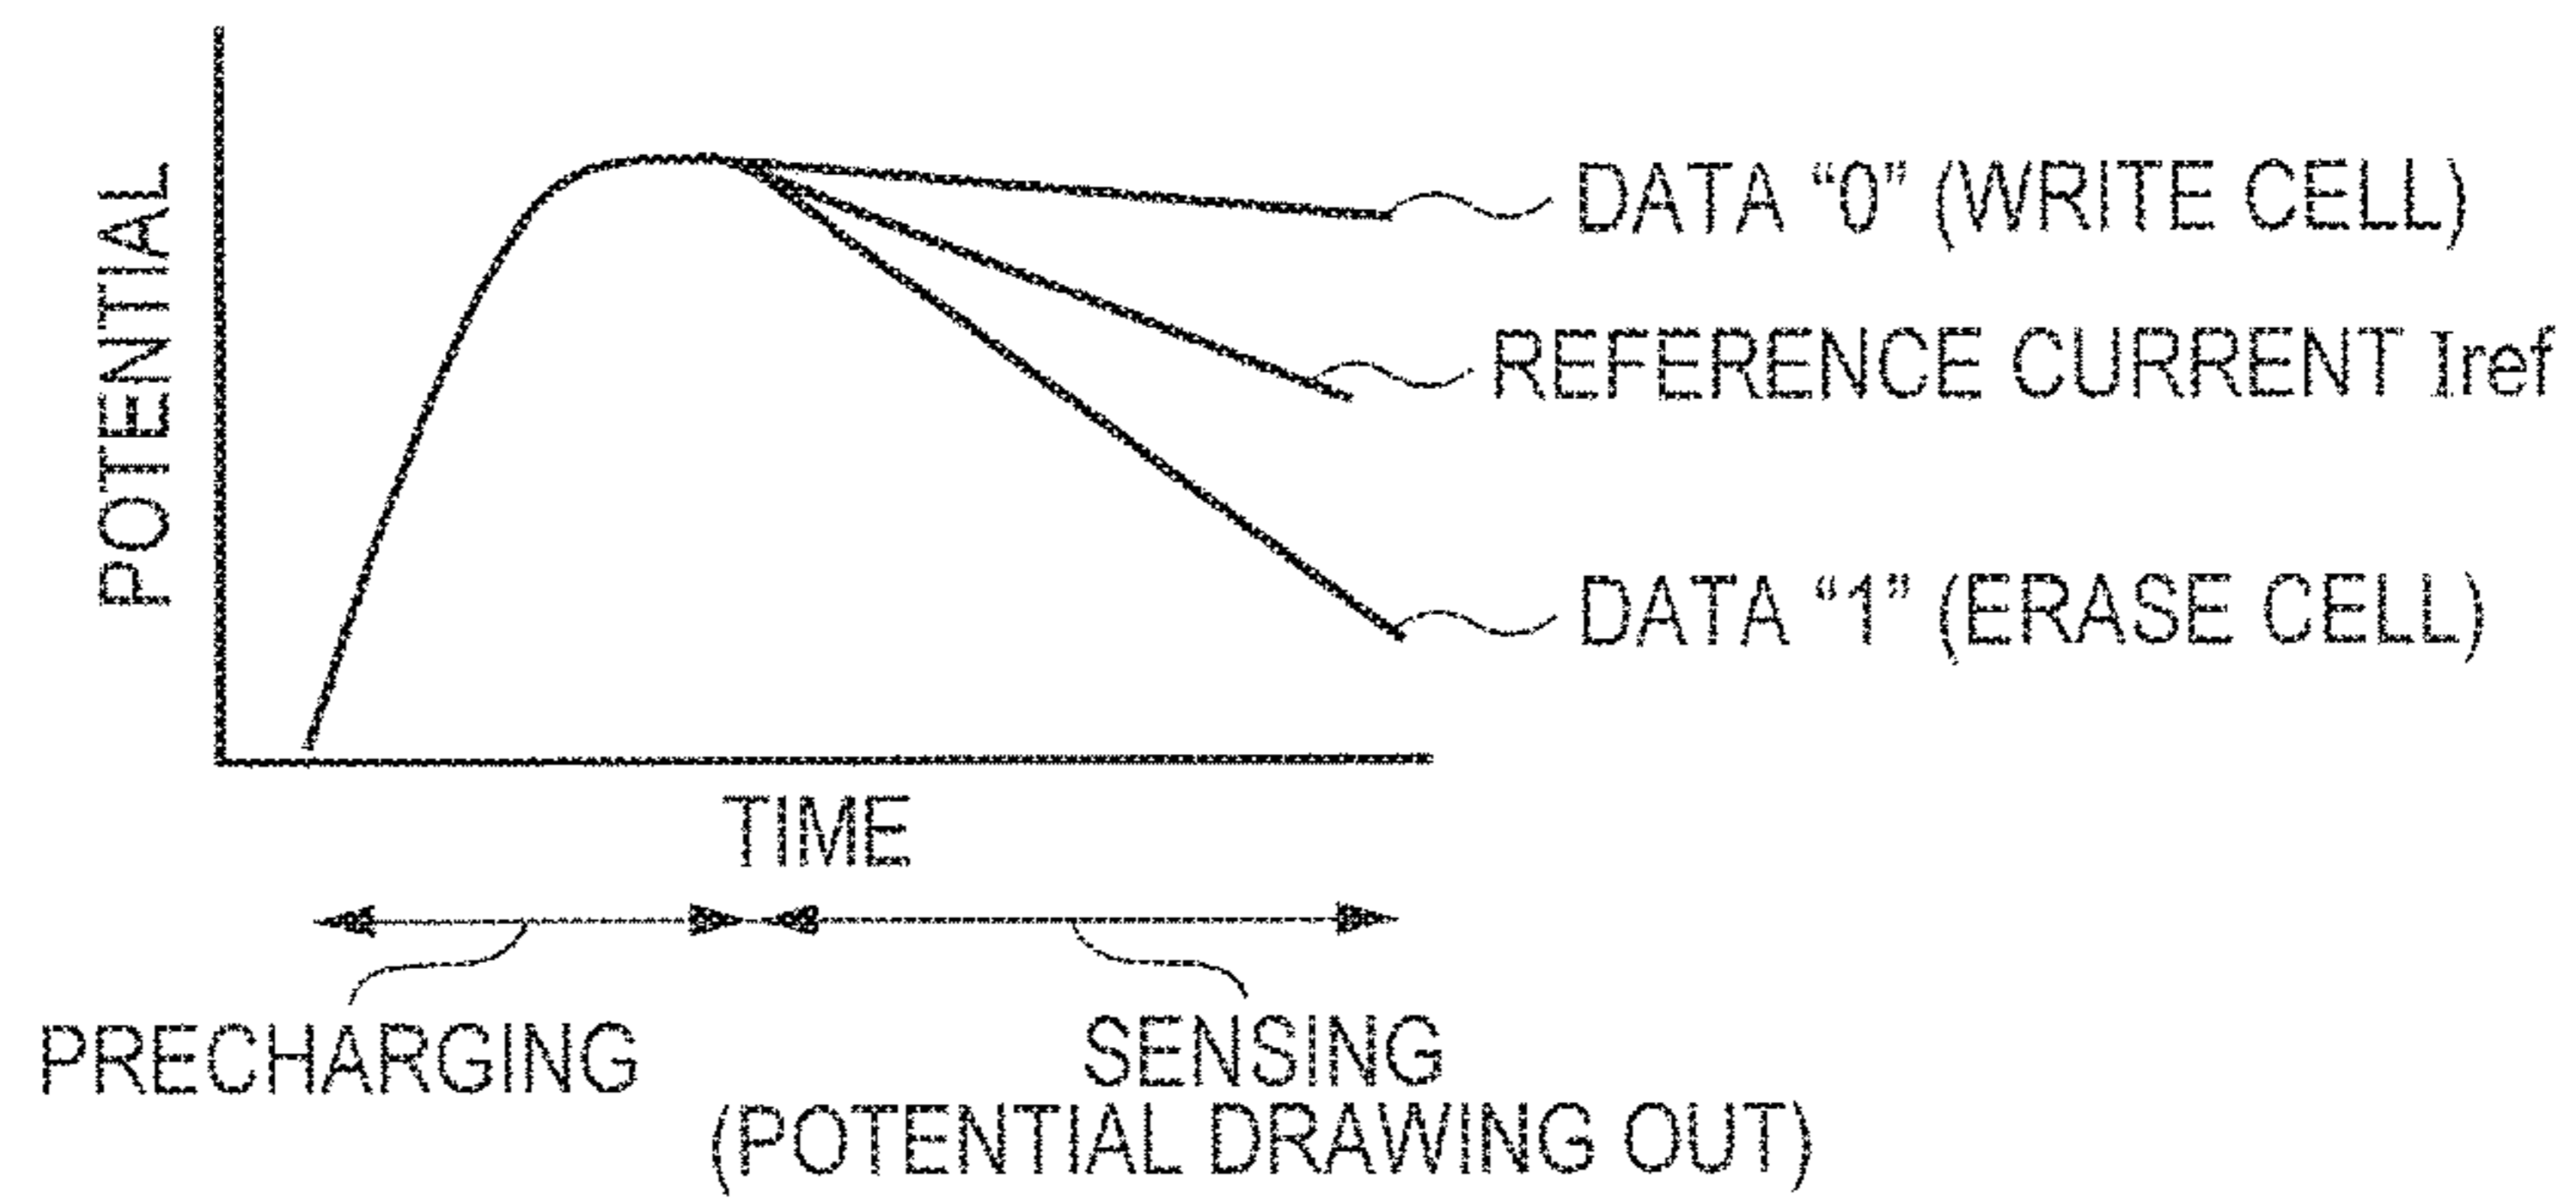 POTENTIAL
DATA “0” (WRITE CELL)
REFERENCE CURRENT Iref
DATA “1” (ERASE CELL)
TIME
PRECHARGING
SENSING
(POTENTIAL DRAWING OUT)